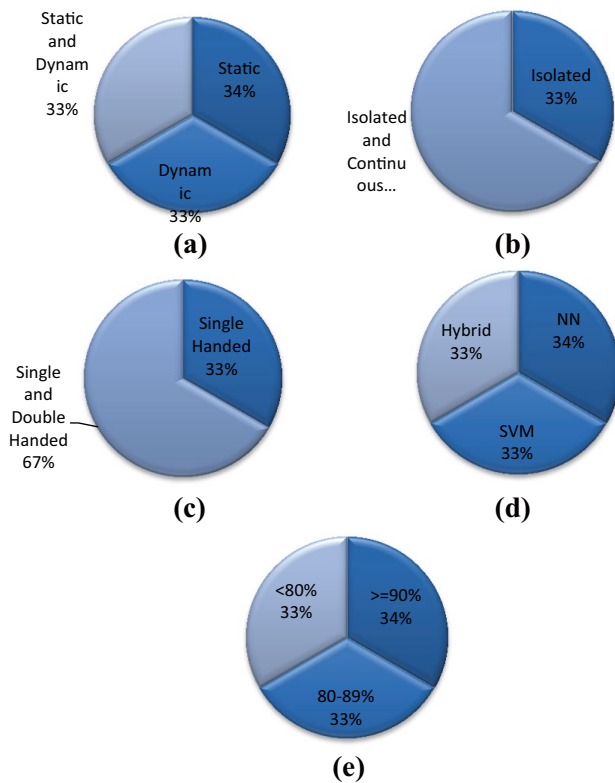 Static
and
Dynam
ic
33%
Static
34%
Dynam
ic
33%
(a)
Isolated
33%
Isolated
and
Continu
ous...
(b)
Single
Handed
33%
Single
and
Double
Handed
67%
(c)
Hybrid
33%
NN
34%
SVM
33%
(d)
<80%
33%
>=90%
34%
80-89%
33%
(e)